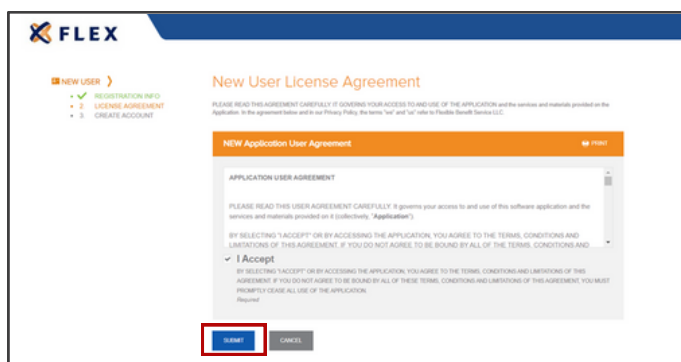 FLEX
NEW USER
REGISTRATION INFO
2. LICENSE AGREEMENT
3. CREATE ACCOUNT
New User License Agreement
PLEASE READ THIS AGREEMENT CAREFULLY. IT GOVERNS YOUR ACCESS TO AND USE OF THE APPLICATION and the services and materials provided on the
Application. In the agreement below and in our Privacy Policy, the terms "we" and "us" refer to Flexible Benefit Service LLC.
NEW Application User Agreement
PRINT
APPLICATION USER AGREEMENT
PLEASE READ THIS USER AGREEMENT CAREFULLY. It governs your access to and use of this software application and the
services and materials provided on it (collectively, "Application").
BY SELECTING "I ACCEPT" OR BY ACCESSING THE APPLICATION, YOU AGREE TO THE TERMS, CONDITIONS AND
LIMITATIONS OF THIS AGREEMENT. IF YOU DO NOT AGREE TO BE BOUND BY ALL OF THE TERMS, CONDITIONS AND
I Accept
BY SELECTING "I ACCEPT" OR BY ACCESSING THE APPLICATION, YOU AGREE TO THE TERMS, CONDITIONS AND LIMITATIONS OF THIS
AGREEMENT. IF YOU DO NOT AGREE TO BE BOUND BY ALL OF THESE TERMS, CONDITIONS AND LIMITATIONS OF THIS AGREEMENT, YOU MUST
PROMPTLY CEASE ALL USE OF THE APPLICATION.
Required
SUBMIT
CANCEL